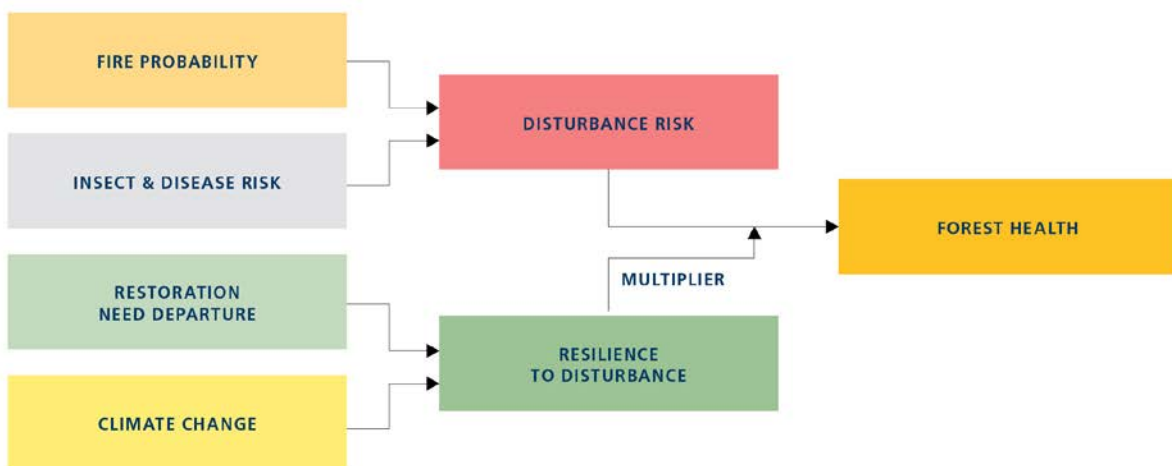 FIRE PROBABILITY
DISTURBANCE RISK
INSECT & DISEASE RISK
FOREST HEALTH
MULTIPLIER
RESTORATION
NEED DEPARTURE
RESILIENCE
TO DISTURBANCE
CLIMATE CHANGE